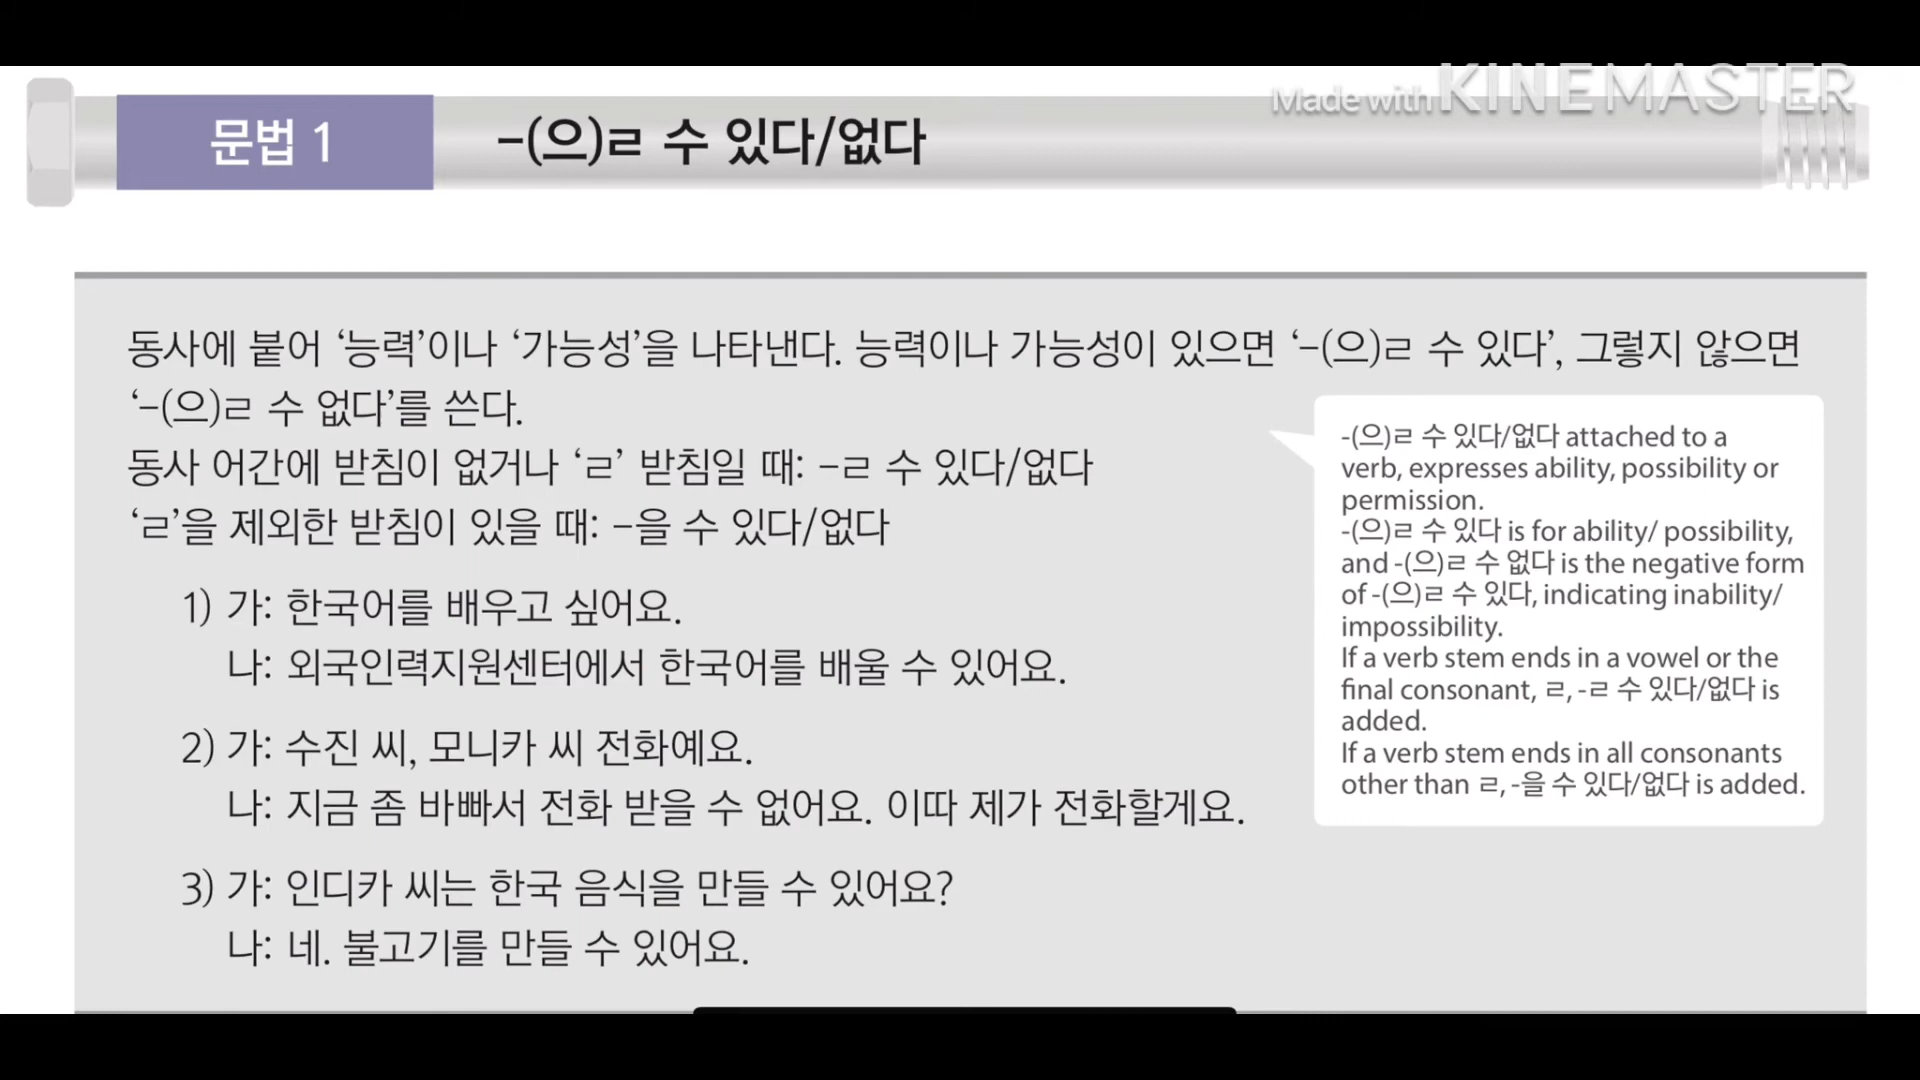 Made with KINEMASTER
문법 1
-(으)ㄹ 수 있다/없다
동사에 붙어 ‘능력’이나 ‘가능성’을 나타낸다. 능력이나 가능성이 있으면 ‘-(으)ㄹ 수 있다’, 그렇지 않으면
‘-(으)ㄹ 수 없다’를 쓴다.
동사 어간에 받침이 없거나 ‘ㄹ’ 받침일 때: -ㄹ 수 있다/없다
‘ㄹ’을 제외한 받침이 있을 때: -을 수 있다/없다
1) 가: 한국어를 배우고 싶어요.
나: 외국인력지원센터에서 한국어를 배울 수 있어요.
2) 가: 수진 씨, 모니카 씨 전화예요.
나: 지금 좀 바빠서 전화 받을 수 없어요. 이따 제가 전화할게요.
3) 가: 인디카 씨는 한국 음식을 만들 수 있어요?
나: 네. 불고기를 만들 수 있어요.
-(으)ㄹ 수 있다/없다 attached to a
verb, expresses ability, possibility or
permission.
-(으)ㄹ 수 있다 is for ability/ possibility,
and -(으)ㄹ 수 없다 is the negative form
of -(으)ㄹ 수 있다, indicating inability/
impossibility.
If a verb stem ends in a vowel or the
final consonant, ㄹ, -ㄹ 수 있다/없다 is
added.
If a verb stem ends in all consonants
other than ㄹ, -을 수 있다/없다 is added.